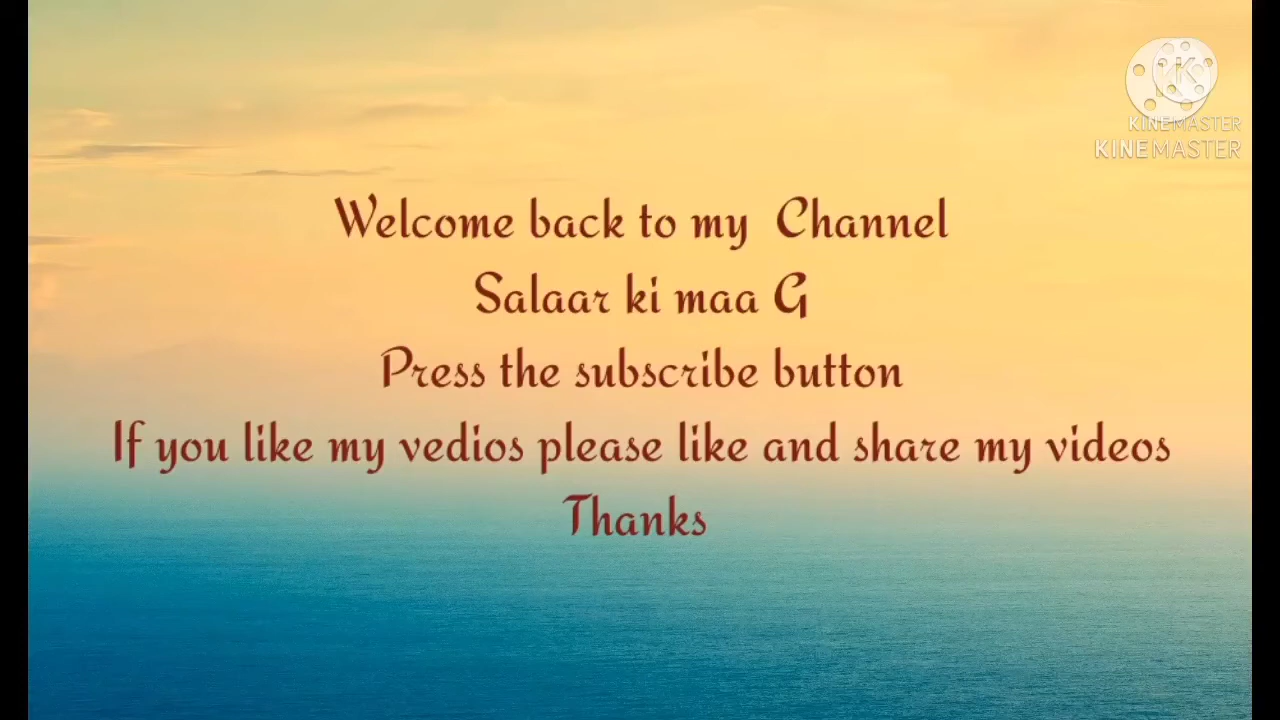 KINEMASTER
KINEMASTER
Welcome back to my Channel
Salaar ki maa G
Press the subscribe button
If you like my vedios please like and share my videos
Thanks